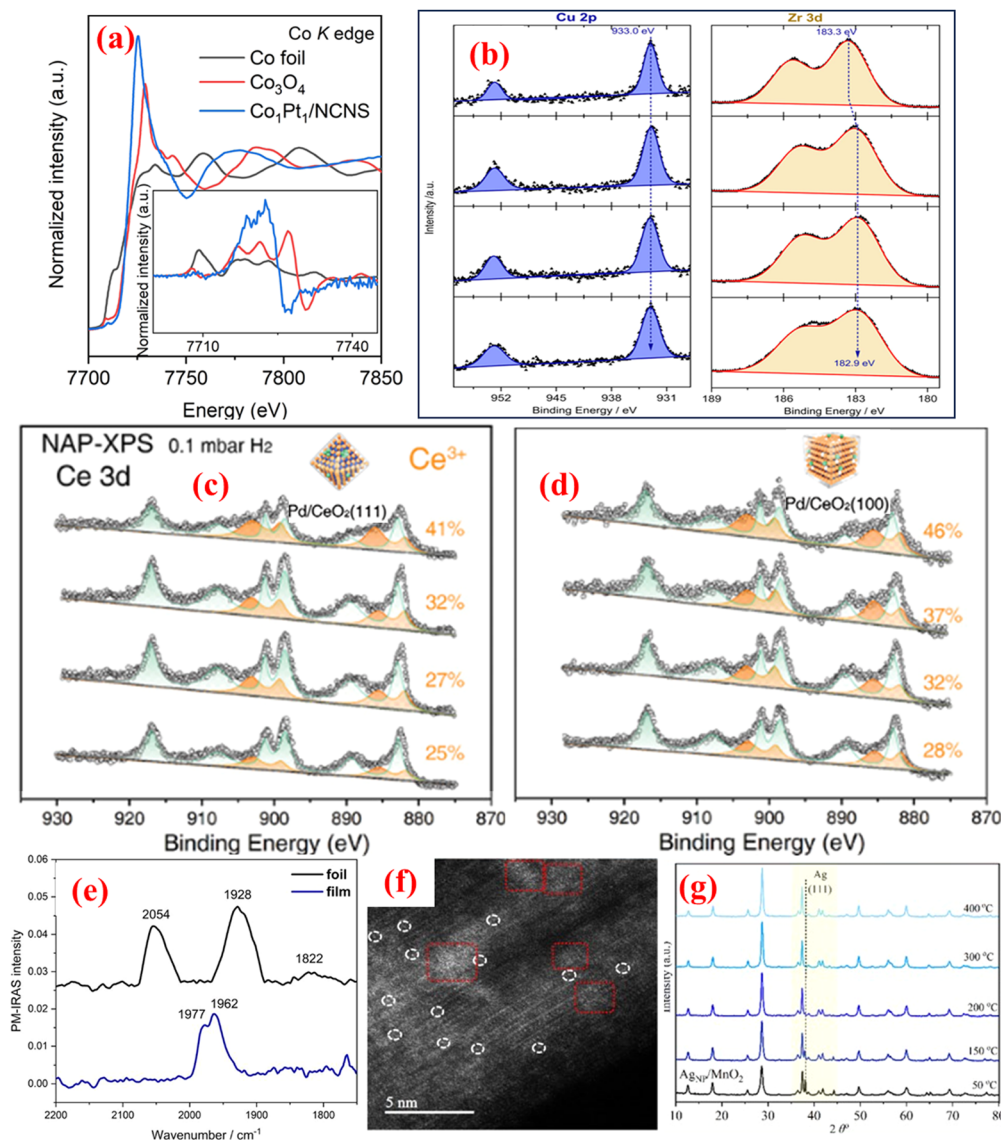 (a)
Co K edge
Co foil
Co3O4
Co1Pt1/NCNS
Normalized intensity (a.u.)
Normalized intensity (a.u.)
7710
7740
7700
7750
7800
7850
Energy (eV)
(b)
Cu 2p
Zr 3d
933.0 eV
183.3 eV
182.9 eV
Intensity /a.u.
952
945
938
931
189
186
183
180
Binding Energy / eV
Binding Energy / eV
NAP-XPS 0.1 mbar H2
Ce 3d
(c)
Ce3+
Pd/CeO2(111)
41%
32%
27%
25%
930
920
910
900
890
880
870
Binding Energy (eV)
(d)
Pd/CeO2(100)
46%
37%
32%
28%
930
920
910
900
890
880
870
Binding Energy (eV)
(e)
foil
film
2054
1928
1822
1977
1962
PM-IRAS intensity
0.06
0.05
0.04
0.03
0.02
0.01
0.00
2200
2100
2000
1900
1800
Wavenumber / cm-1
(f)
5 nm
(g)
Ag
(111)
400 °C
300 °C
200 °C
150 °C
50 °C
AgNP/MnO2
Intensity (a.u.)
10
20
30
40
50
60
70
80
2 θ°